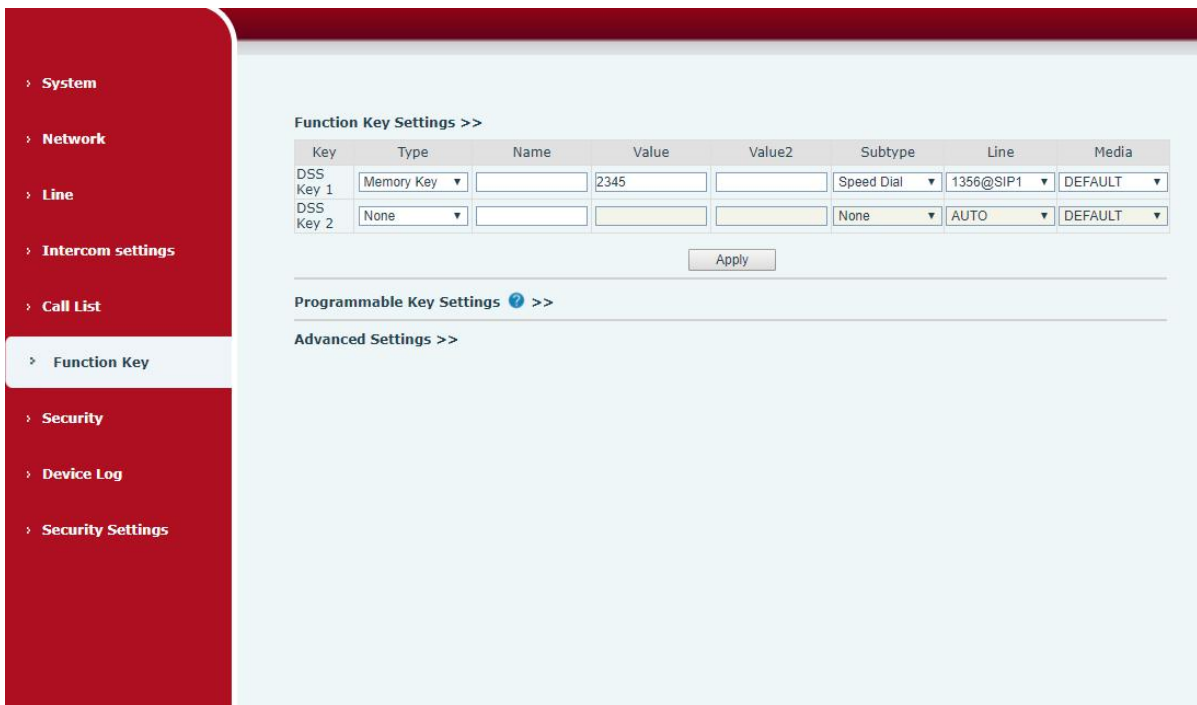 System
Network
Line
Intercom settings
Call List
Function Key
Security
Device Log
Security Settings
Function Key Settings >>
Key Type Name Value Value2 Subtype Line Media
DSS Key 1 Memory Key 2345 Speed Dial 1356@SIP1 DEFAULT
DSS Key 2 None None AUTO DEFAULT
Apply
Programmable Key Settings ? >>
Advanced Settings >>